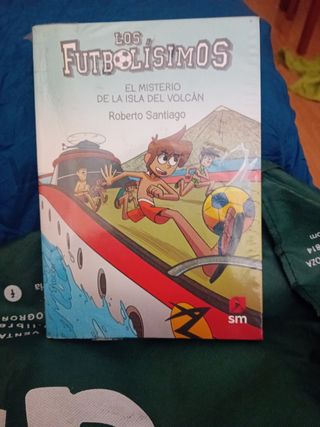 LOS
FUTBOLÍSIMOS
EL MISTERIO
DE LA ISLA DEL VOLCÁN
Roberto Santiago
sm